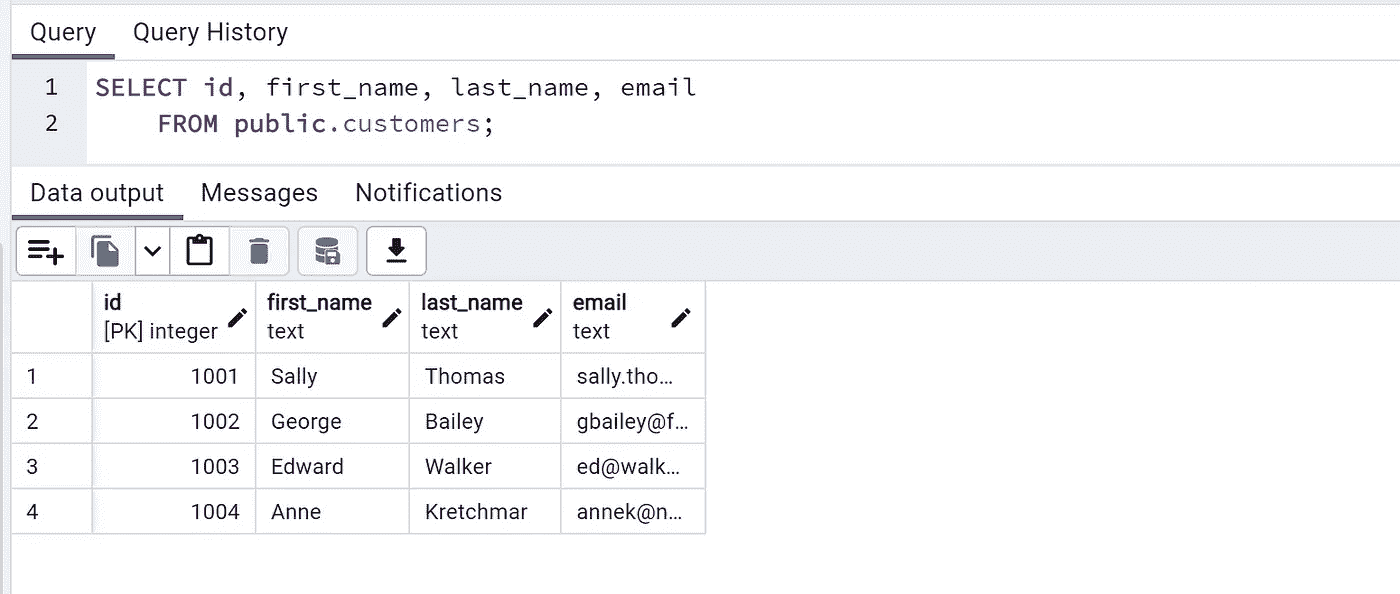 Query Query History
1 SELECT id, first_name, last_name, email
2 FROM public.customers;
Data output Messages Notifications
id first_name last_name email
[PK] integer text text text
1 1001 Sally Thomas sally.tho...
2 1002 George Bailey gbailey@f...
3 1003 Edward Walker ed@walk...
4 1004 Anne Kretchmar annek@n...